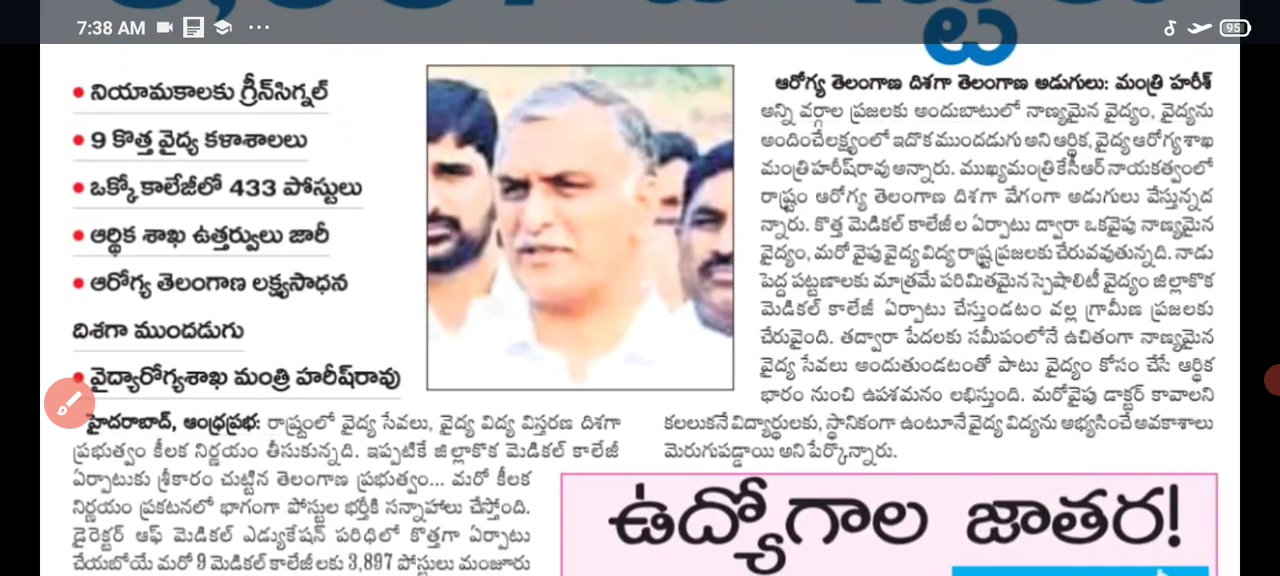 7:38 AM
95
• నియామకాలకు గ్రీన్‌సిగ్నల్
• 9 కొత్త వైద్య కళాశాలలు
• ఒక్కో కాలేజీలో 433 పోస్టులు
• ఆర్థిక శాఖ ఉత్తర్వులు జారీ
• ఆరోగ్య తెలంగాణ లక్ష్యసాధన
దిశగా ముందడుగు
• వైద్యారోగ్యశాఖ మంత్రి హరీష్‌రావు
హైదరాబాద్, ఆంధ్రప్రభ: రాష్ట్రంలో వైద్య సేవలు, వైద్య విద్య విస్తరణ దిశగా
ప్రభుత్వం కీలక నిర్ణయం తీసుకున్నది. ఇప్పటికే జిల్లాకొక మెడికల్ కాలేజీ
ఏర్పాటుకు శ్రీకారం చుట్టిన తెలంగాణ ప్రభుత్వం... మరో కీలక
నిర్ణయం ప్రకటనలో భాగంగా పోస్టుల భర్తీకి సన్నాహాలు చేస్తోంది.
డైరెక్టర్ ఆఫ్ మెడికల్ ఎడ్యుకేషన్ పరిధిలో కొత్తగా ఏర్పాటు
చేయబోయే మరో 9 మెడికల్ కాలేజీలకు 3,897 పోస్టులు మంజూరు
ఆరోగ్య తెలంగాణ దిశగా తెలంగాణ అడుగులు: మంత్రి హరీశ్
అన్ని వర్గాల ప్రజలకు అందుబాటులో నాణ్యమైన వైద్యం, వైద్యను
అందించేలక్ష్యంలో ఇదొక ముందడుగు అని ఆర్థిక, వైద్య ఆరోగ్య శాఖ
మంత్రి హరీష్‌రావు అన్నారు. ముఖ్యమంత్రి కేసీఆర్ నాయకత్వంలో
రాష్ట్రం ఆరోగ్య తెలంగాణ దిశగా వేగంగా అడుగులు వేస్తున్నద
న్నారు. కొత్త మెడికల్ కాలేజీల ఏర్పాటు ద్వారా ఒకవైపు నాణ్యమైన
వైద్యం, మరో వైపు వైద్య విద్య రాష్ట్ర ప్రజలకు చేరువవుతున్నది. నాడు
పెద్ద పట్టణాలకు మాత్రమే పరిమితమైన స్పెషాలిటీ వైద్యం జిల్లాకొక
మెడికల్ కాలేజీ ఏర్పాటు చేస్తుండటం వల్ల గ్రామీణ ప్రజలకు
చేరువైంది. తద్వారా పేదలకు సమీపంలోనే ఉచితంగా నాణ్యమైన
వైద్య సేవలు అందుతుండటంతో పాటు వైద్యం కోసం చేసే ఆర్థిక
భారం నుంచి ఉపశమనం లభిస్తుంది. మరోవైపు డాక్టర్ కావాలని
కలలుకనే విద్యార్థులకు, స్థానికంగా ఉంటూనే వైద్య విద్యను అభ్యసించే అవకాశాలు
మెరుగుపడ్డాయి అని పేర్కొన్నారు.
ఉద్యోగాల జాతర!